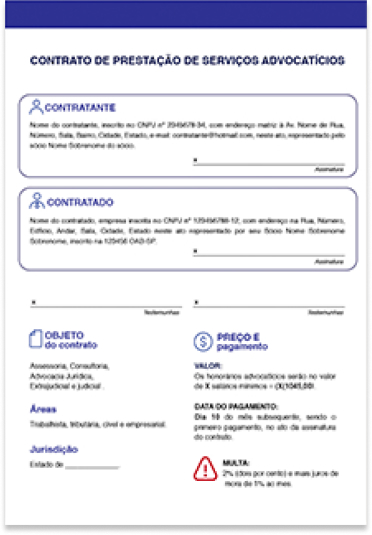 CONTRATO DE PRESTAÇÃO DE SERVIÇOS ADVOCATÍCIOS
CONTRATANTE
Nome do contratante, inscrito no CNPJ nº 2949678-34, com endereço matriz à Av. Nome de Rua,
Número, Sala, Bairro, Cidade, Estado, e-mail: contratante@hotmail.com, neste ato, representado pelo
sócio Nome Sobrenome do sócio.
x
Assinatura
CONTRATADO
Nome do contratado, empresa inscrita no CNPJ nº 123456789-12, com endereço na Rua, Número,
Edifício, Andar, Sala, Cidade, Estado neste ato representado por seu Sócio Nome Sobrenome
Sobrenome, inscrito na 123456 OAB-SP.
x
Assinatura
x
Testemunhas
x
Testemunhas
OBJETO
do contrato
Assessoria, Consultoria,
Advocacia Jurídica,
Extrajudicial e judicial .
Áreas
Trabalhista, tributária, cível e empresarial.
Jurisdição
Estado de
PREÇO E
pagamento
VALOR:
Os honorários advocatícios serão no valor
de X salários mínimos – (X(1045,00).
DATA DO PAGAMENTO:
Dia 10 do mês subsequente, sendo o
primeiro pagamento, no ato da assinatura
do contrato.
MULTA:
2% (dois por cento) e mais juros de
mora de 1% ao mes.